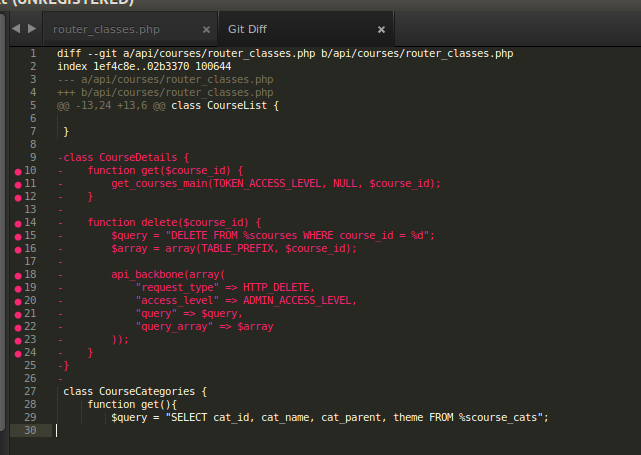 (UNREGISTERED)
router_classes.php × Git Diff ×
1 diff --git a/api/courses/router_classes.php b/api/courses/router_classes.php
2 index 1ef4c8e..02b3370 100644
3 --- a/api/courses/router_classes.php
4 +++ b/api/courses/router_classes.php
5 @@ -13,24 +13,6 @@ class CourseList {
6
7  }
8
9 -class CourseDetails {
10 -    function get($course_id) {
11 -        get_courses_main(TOKEN_ACCESS_LEVEL, NULL, $course_id);
12 -    }
13 -
14 -    function delete($course_id) {
15 -        $query = "DELETE FROM %scourses WHERE course_id = %d";
16 -        $array = array(TABLE_PREFIX, $course_id);
17 -
18 -        api_backbone(array(
19 -            "request_type" => HTTP_DELETE,
20 -            "access_level" => ADMIN_ACCESS_LEVEL,
21 -            "query" => $query,
22 -            "query_array" => $array
23 -        ));
24 -    }
25 -}
26 -
27  class CourseCategories {
28      function get(){
29          $query = "SELECT cat_id, cat_name, cat_parent, theme FROM %scourse_cats";
30